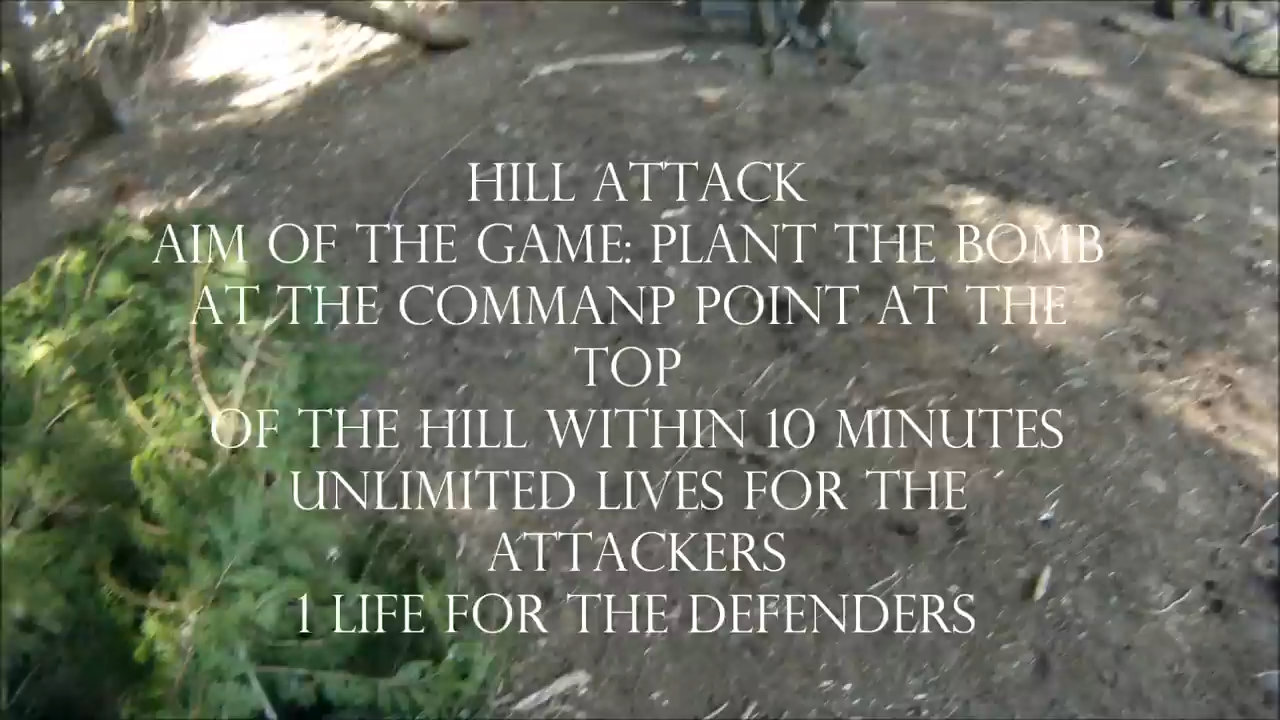 HILL ATTACK
AIM OF THE GAME: PLANT THE BOMB
AT THE COMMANP POINT AT THE
TOP
OF THE HILL WITHIN 10 MINUTES
UNLIMITED LIVES FOR THE
ATTACKERS
1 LIFE FOR THE DEFENDERS